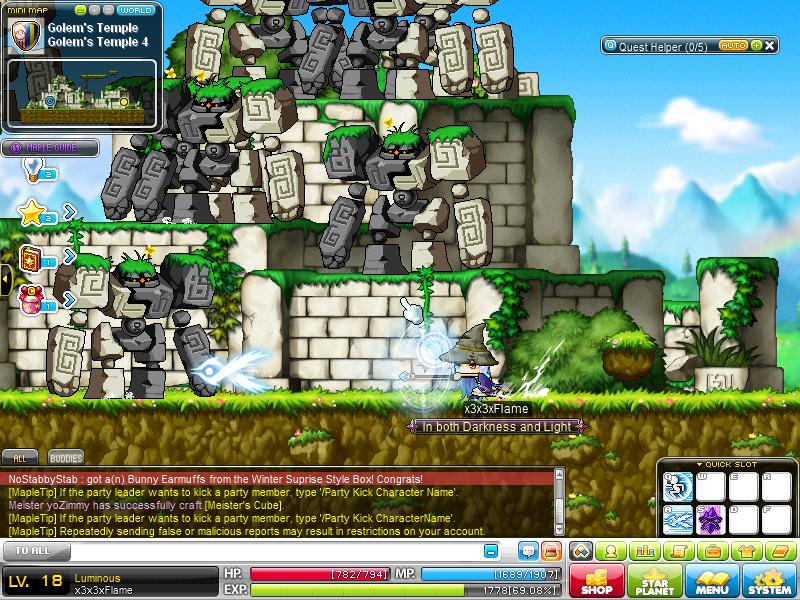 MINI MAP
WORLD
Golem's Temple
Golem's Temple 4
Quest Helper (0/5)
AUTO
MAPLE GUIDE
2
2
1
1
x3x3xFlame
In both Darkness and Light
ALL
BUDDIES
NoStabbyStab : got a(n) Bunny Earmuffs from the Winter Suprise Style Box! Congrats!
[MapleTip] If the party leader wants to kick a party member, type '/Party Kick Character Name'.
Meister yoZimmy has successfully craft [Meister's Cube].
[MapleTip] If the party leader wants to kick a party member, type '/Party Kick CharacterName'.
[MapleTip] Repeatedly sending false or malicious reports may result in restrictions on your account.
QUICK SLOT
Q W E R
A S D F
TO ALL
LV. 18
Luminous
x3x3xFlame
HP. [782/794] MP. [1689/1907]
EXP. 1778[69.08%]
SHOP
STAR PLANET
MENU
SYSTEM